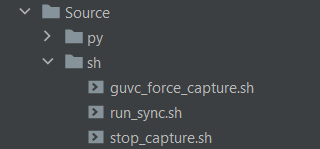 Source
py
sh
guvc_force_capture.sh
run_sync.sh
stop_capture.sh